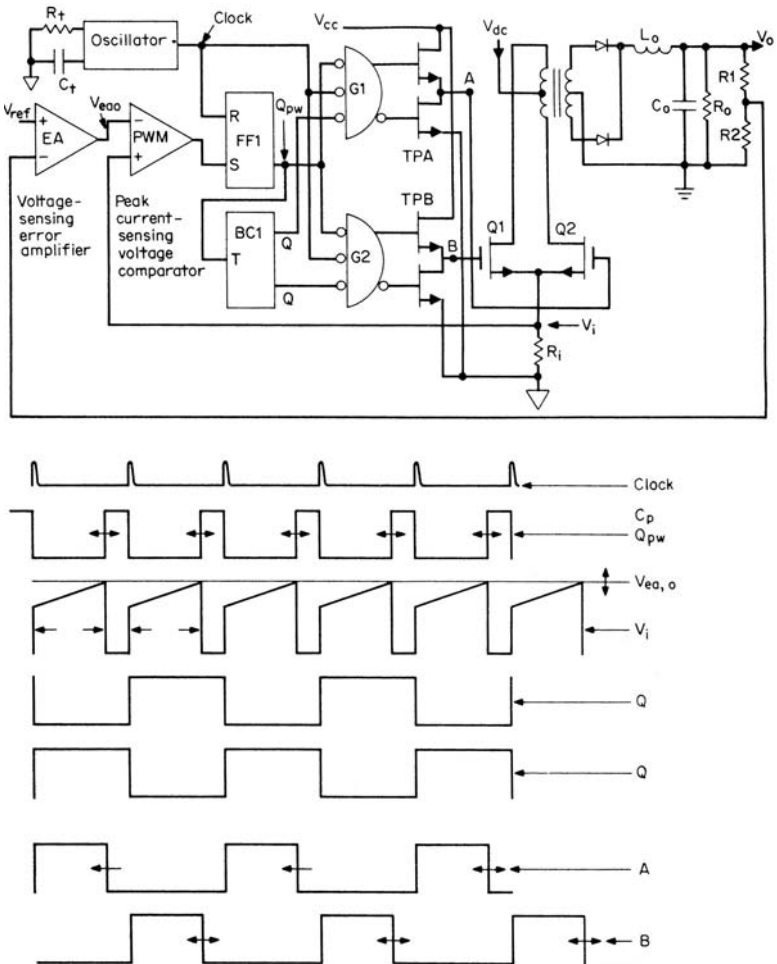 Rt
Oscillator
Clock
Ct
Vcc
Vdc
Lo
Vo
G1
A
Vref
Veao
Qpw
R
R1
+
EA
−
−
PWM
+
FF1
S
Co
Ro
R2
TPA
TPB
Voltage-
sensing
error
amplifier
Peak
current-
sensing
voltage
comparator
BC1
Q
T
Q
G2
B
Q1
Q2
Vi
Ri
Clock
Cp
Qpw
Vea,o
Vi
Q
Q
A
B